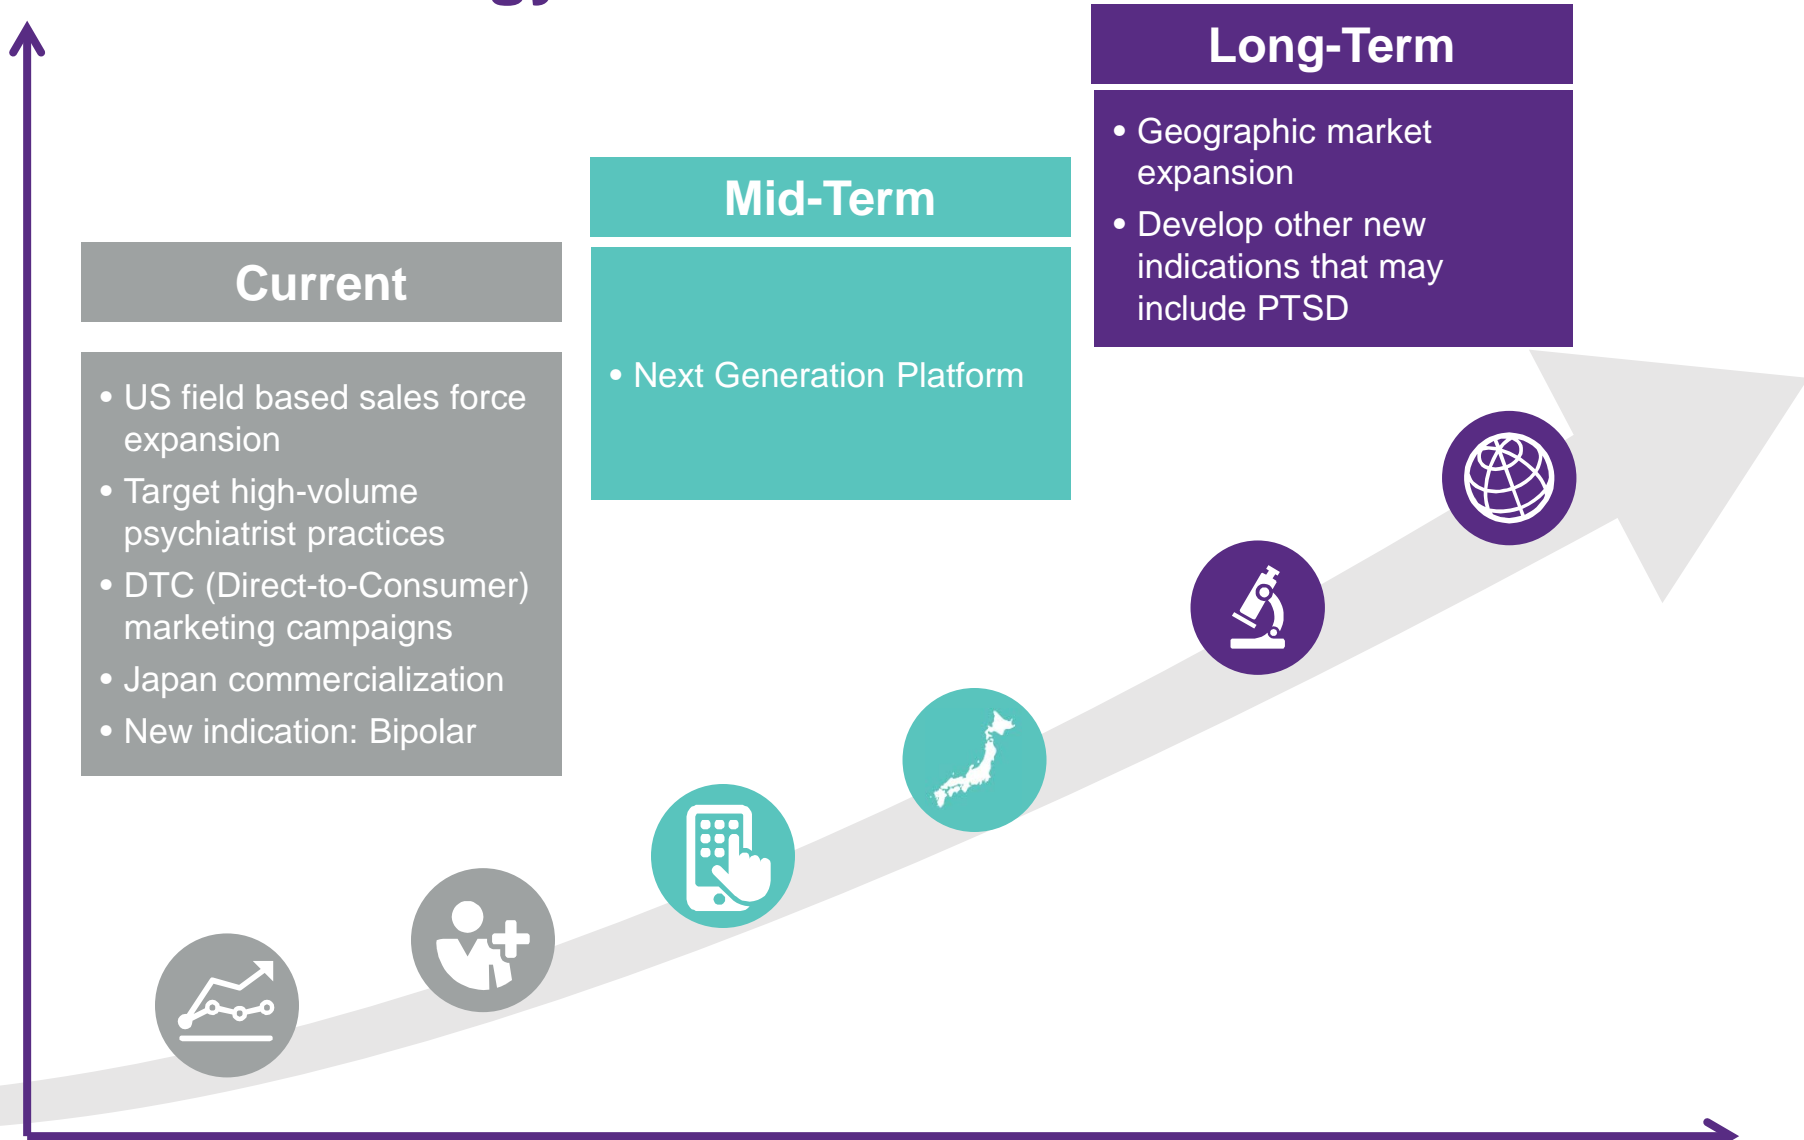 Current
• US field based sales force
expansion
• Target high-volume
psychiatrist practices
• DTC (Direct-to-Consumer)
marketing campaigns
• Japan commercialization
• New indication: Bipolar
Mid-Term
• Next Generation Platform
Long-Term
• Geographic market
expansion
• Develop other new
indications that may
include PTSD